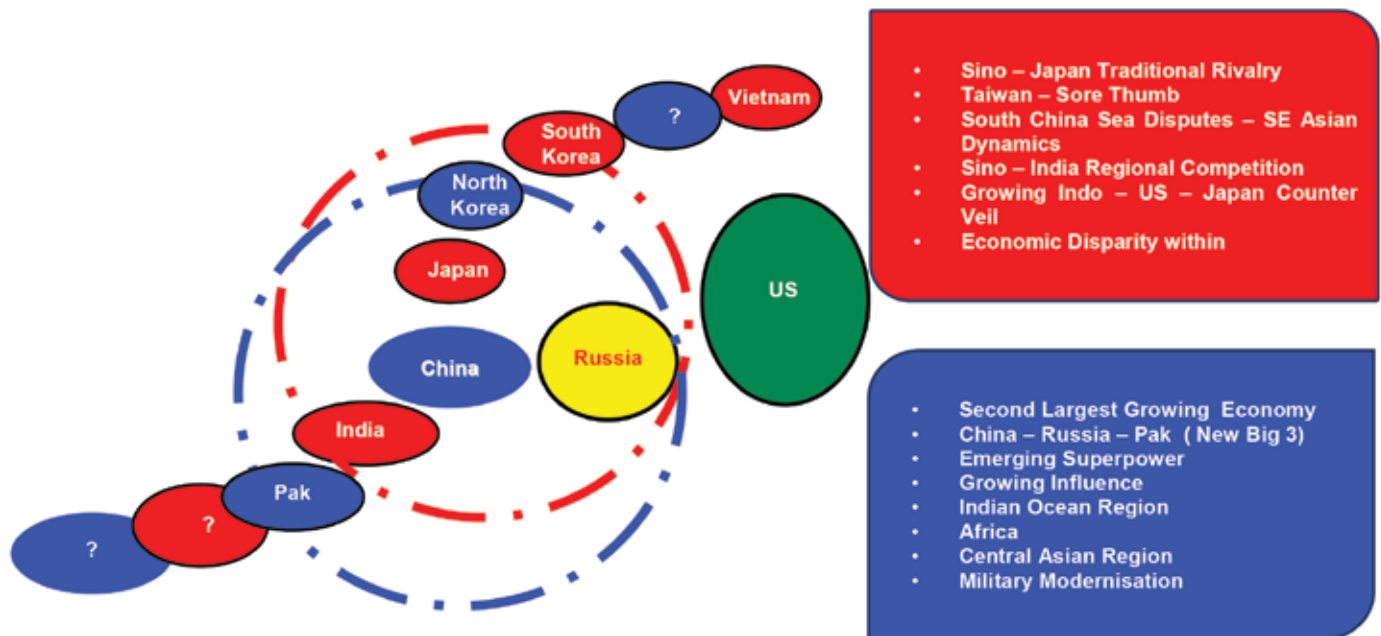 Vietnam
?
South
Korea
North
Korea
Japan
US
Russia
China
India
Pak
?
?
• Sino – Japan Traditional Rivalry
• Taiwan – Sore Thumb
• South China Sea Disputes – SE Asian
Dynamics
• Sino – India Regional Competition
• Growing Indo – US – Japan Counter
Veil
• Economic Disparity within
• Second Largest Growing Economy
• China – Russia – Pak ( New Big 3)
• Emerging Superpower
• Growing Influence
• Indian Ocean Region
• Africa
• Central Asian Region
• Military Modernisation